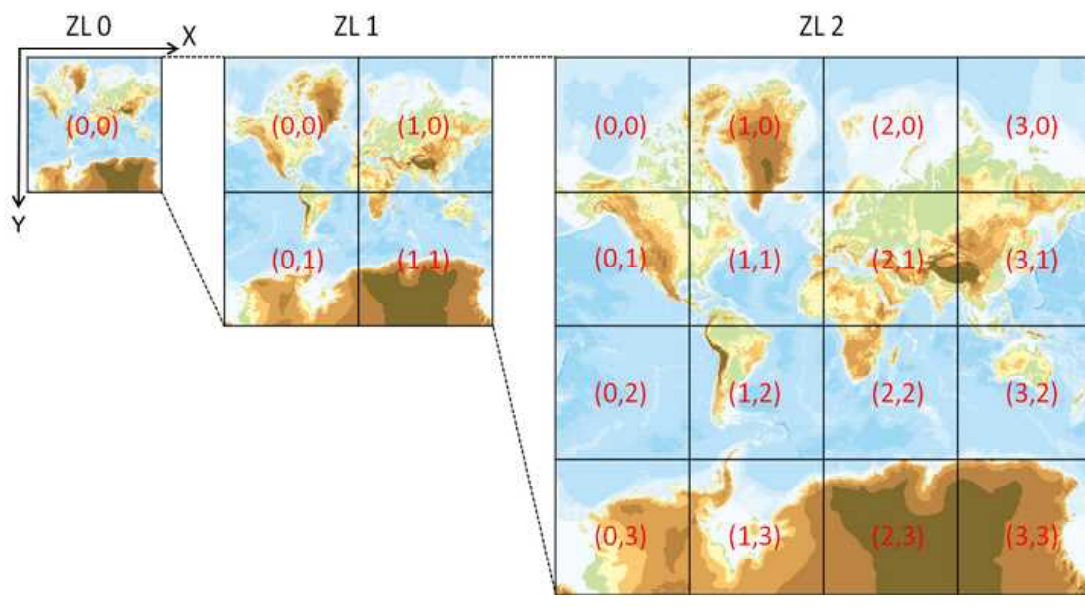 ZL 0 ZL 1 ZL 2
X
(0,0) (0,0) (1,0) (0,0) (1,0) (2,0) (3,0)
Y
(0,1) (1,1) (0,1) (1,1) (2,1) (3,1)
(0,2) (1,2) (2,2) (3,2)
(0,3) (1,3) (2,3) (3,3)